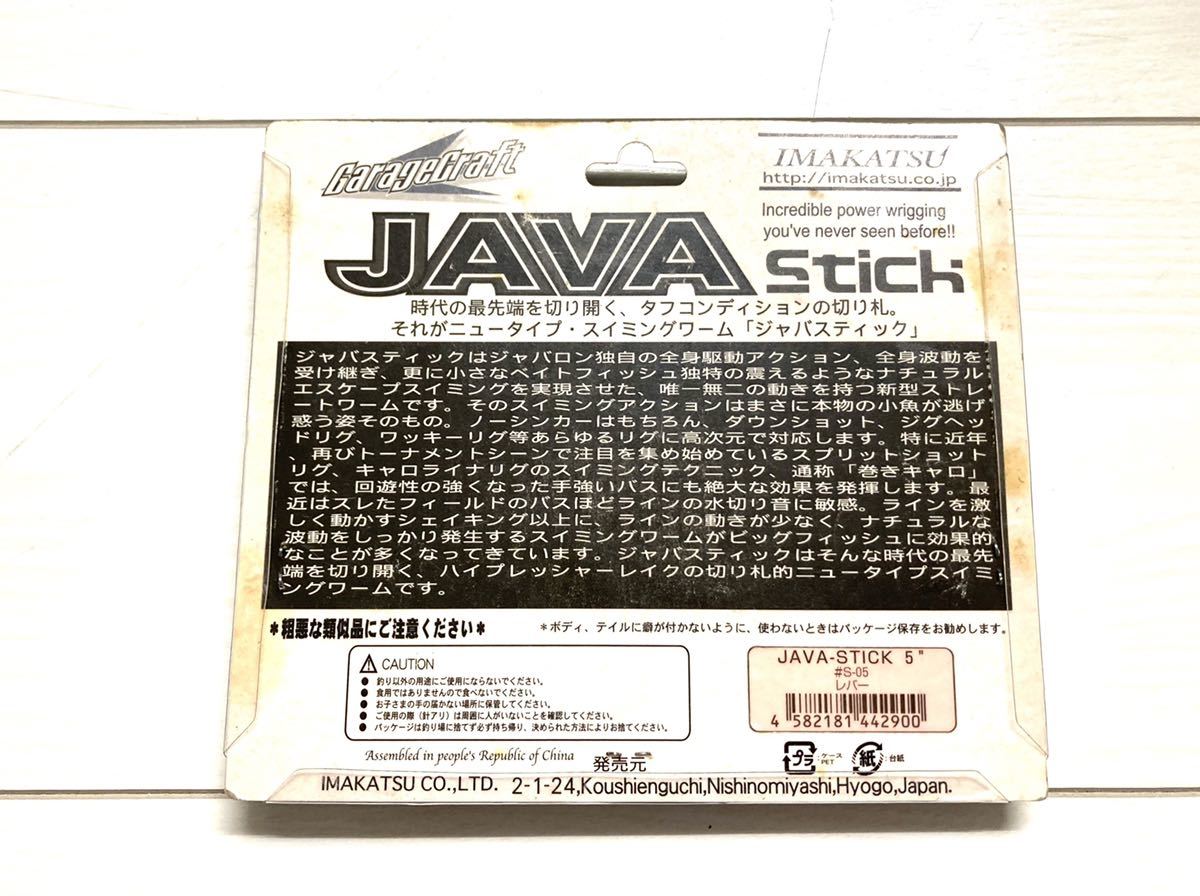 GarageCraft
IMAKATSU
http://imakatsu.co.jp
Incredible power wrigging
you've never seen before!!
JAVA Stick
時代の最先端を切り開く、タフコンディションの切り札。
それがニュータイプ・スイミングワーム「ジャバスティック」
ジャバスティックはジャバロン独自の全身駆動アクション、全身波動を
受け継ぎ、更に小さなベイトフィッシュ独特の震えるようなナチュラル
エスケープスイミングを実現させた、唯一無二の動きを持つ新型ストレ
ートワームです。そのスイミングアクションはまさに本物の小魚が逃げ
惑う姿そのもの。ノーシンカーはもちろん、ダウンショット、ジグヘッ
ドリグ、ワッキーリグ等あらゆるリグに高次元で対応します。特に近年
、再びトーナメントシーンで注目を集め始めているスプリットショット
リグ、キャロライナリグのスイミングテクニック、通称「巻きキャロ」
では、回遊性の強くなった手強いバスにも絶大な効果を発揮します。最
近はスレたフィールドのバスほどラインの水切り音に敏感。ラインを激
しく動かすシェイキング以上に、ラインの動きが少なく、ナチュラルな
波動をしっかり発生するスイミングワームがビッグフィッシュに効果的
なことが多くなってきています。ジャバスティックはそんな時代の最先
端を切り開く、ハイプレッシャーレイクの切り札的ニュータイプスイミ
ングワームです。
*粗悪な類似品にご注意ください*
*ボディ、テイルに癖が付かないように、使わないときはパッケージ保存をお勧めします。
CAUTION
● 釣り以外の用途にご使用にならないでください。
● 食用ではありませんので食べないでください。
● お子さまの手の届かない場所に保管してください。
● ご使用の際（針アリ）は周囲に人がいないことを確認してください。
● パッケージは釣り場に捨てず必ず持ち帰り、決められた方法によりお捨てください。
JAVA-STICK 5"
#S-05
レバー
4 582181 442900
Assembled in people's Republic of China
発売元
プラ
:ケース
PET
紙
:台紙
IMAKATSU CO.,LTD. 2-1-24,Koushienguchi,Nishinomiyashi,Hyogo,Japan.